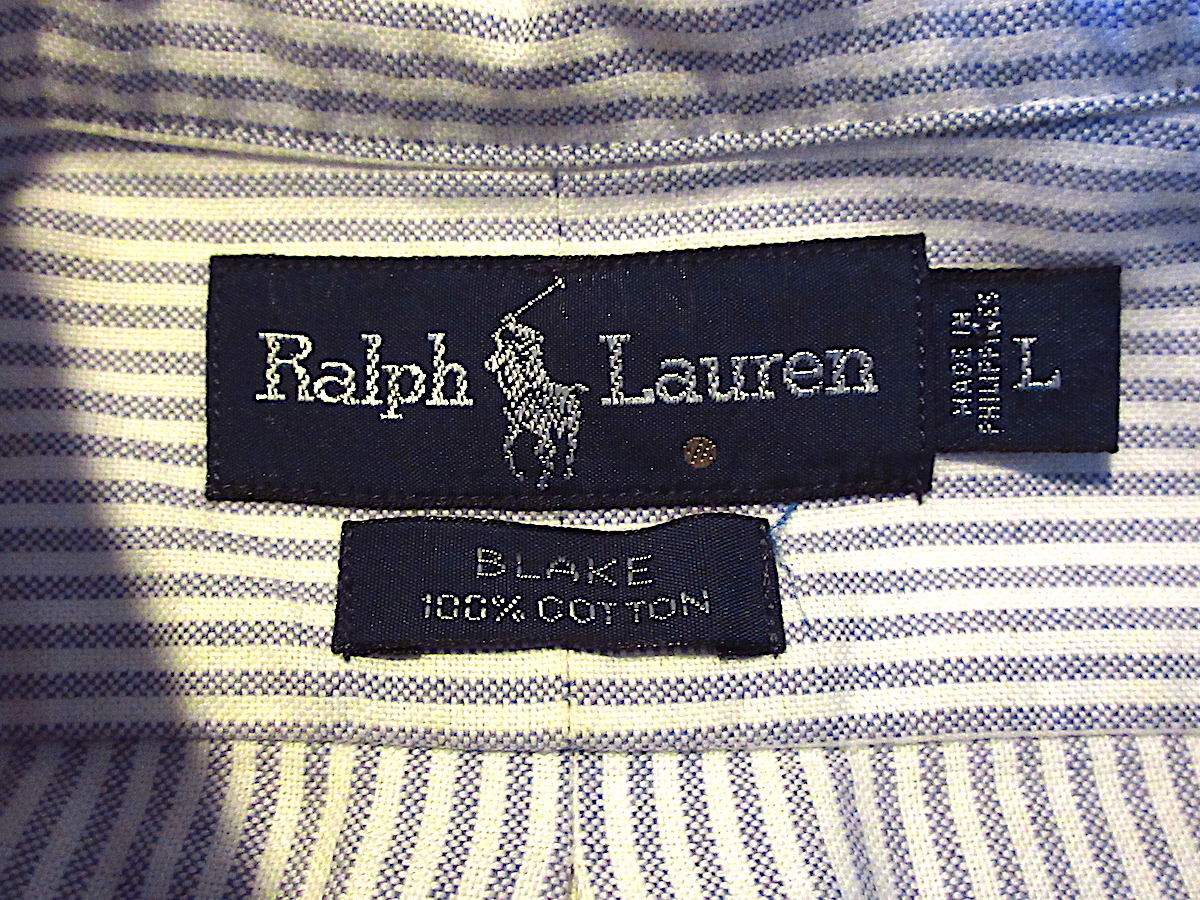 Ralph Lauren
MADE IN
PHILIPPINES
L
BLAKE
100% COTTON